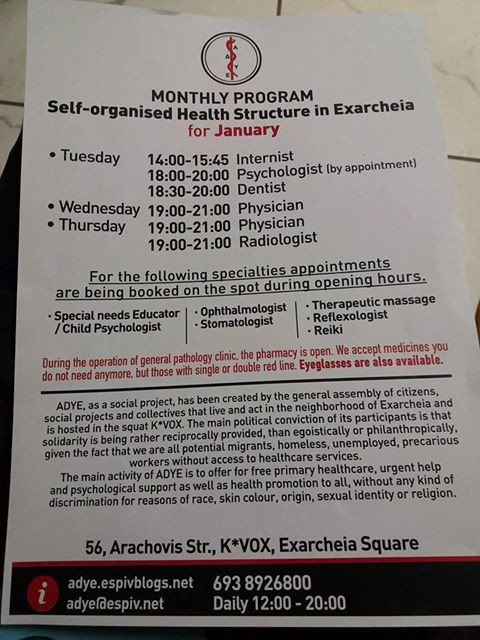 A
A Δ
Y
E
MONTHLY PROGRAM
Self-organised Health Structure in Exarcheia
for January
• Tuesday 14:00-15:45 Internist
18:00-20:00 Psychologist (by appointment)
18:30-20:00 Dentist
• Wednesday 19:00-21:00 Physician
• Thursday 19:00-21:00 Physician
19:00-21:00 Radiologist
For the following specialties appointments
are being booked on the spot during opening hours.
· Special needs Educator
/ Child Psychologist
· Ophthalmologist
· Stomatologist
· Therapeutic massage
· Reflexologist
· Reiki
During the operation of general pathology clinic, the pharmacy is open. We accept medicines you
do not need anymore, but those with single or double red line. Eyeglasses are also available.
ADYE, as a social project, has been created by the general assembly of citizens,
social projects and collectives that live and act in the neighborhood of Exarcheia and
is hosted in the squat K*VOX. The main political conviction of its participants is that
solidarity is being rather reciprocally provided, than egoistically or philanthropically,
given the fact that we are all potential migrants, homeless, unemployed, precarious
workers without access to healthcare services.
The main activity of ADYE is to offer for free primary healthcare, urgent help
and psychological support as well as health promotion to all, without any kind of
discrimination for reasons of race, skin colour, origin, sexual identity or religion.
56, Arachovis Str., K*VOX, Exarcheia Square
i
adye.espivblogs.net 693 8926800
adye@espiv.net Daily 12:00 - 20:00